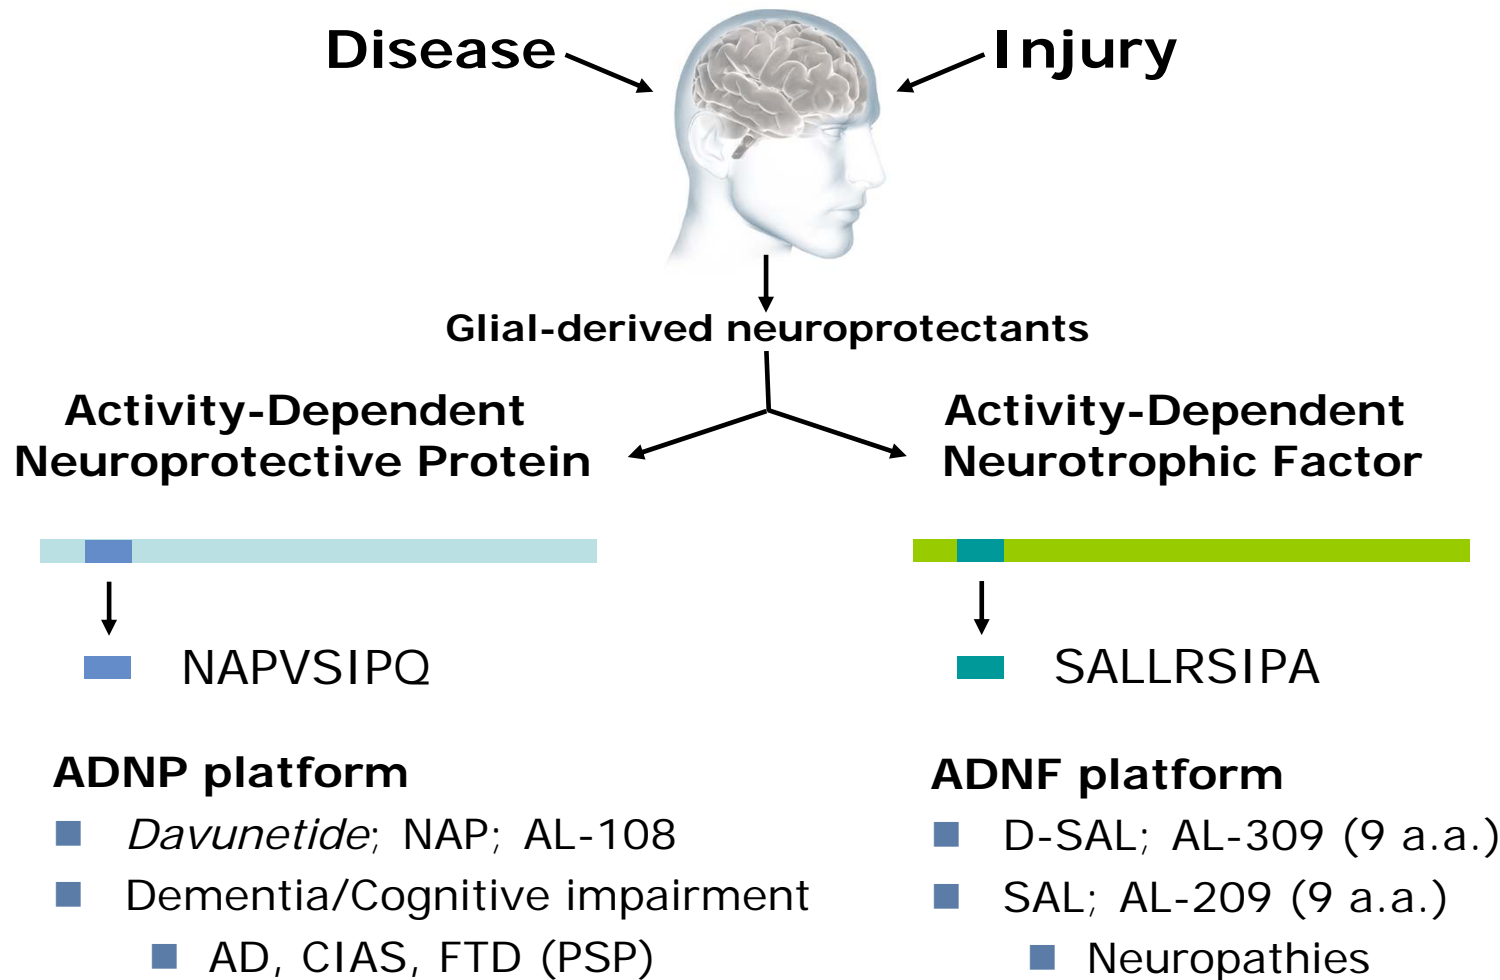 Disease
Injury
Glial-derived neuroprotectants
Activity-Dependent
Neuroprotective Protein
NAPVSIPQ
ADNP platform
Davunetide; NAP; AL-108
Dementia/Cognitive impairment
AD, CIAS, FTD (PSP)
Activity-Dependent
Neurotrophic Factor
SALLRSIPA
ADNF platform
D-SAL; AL-309 (9 a.a.)
SAL; AL-209 (9 a.a.)
Neuropathies